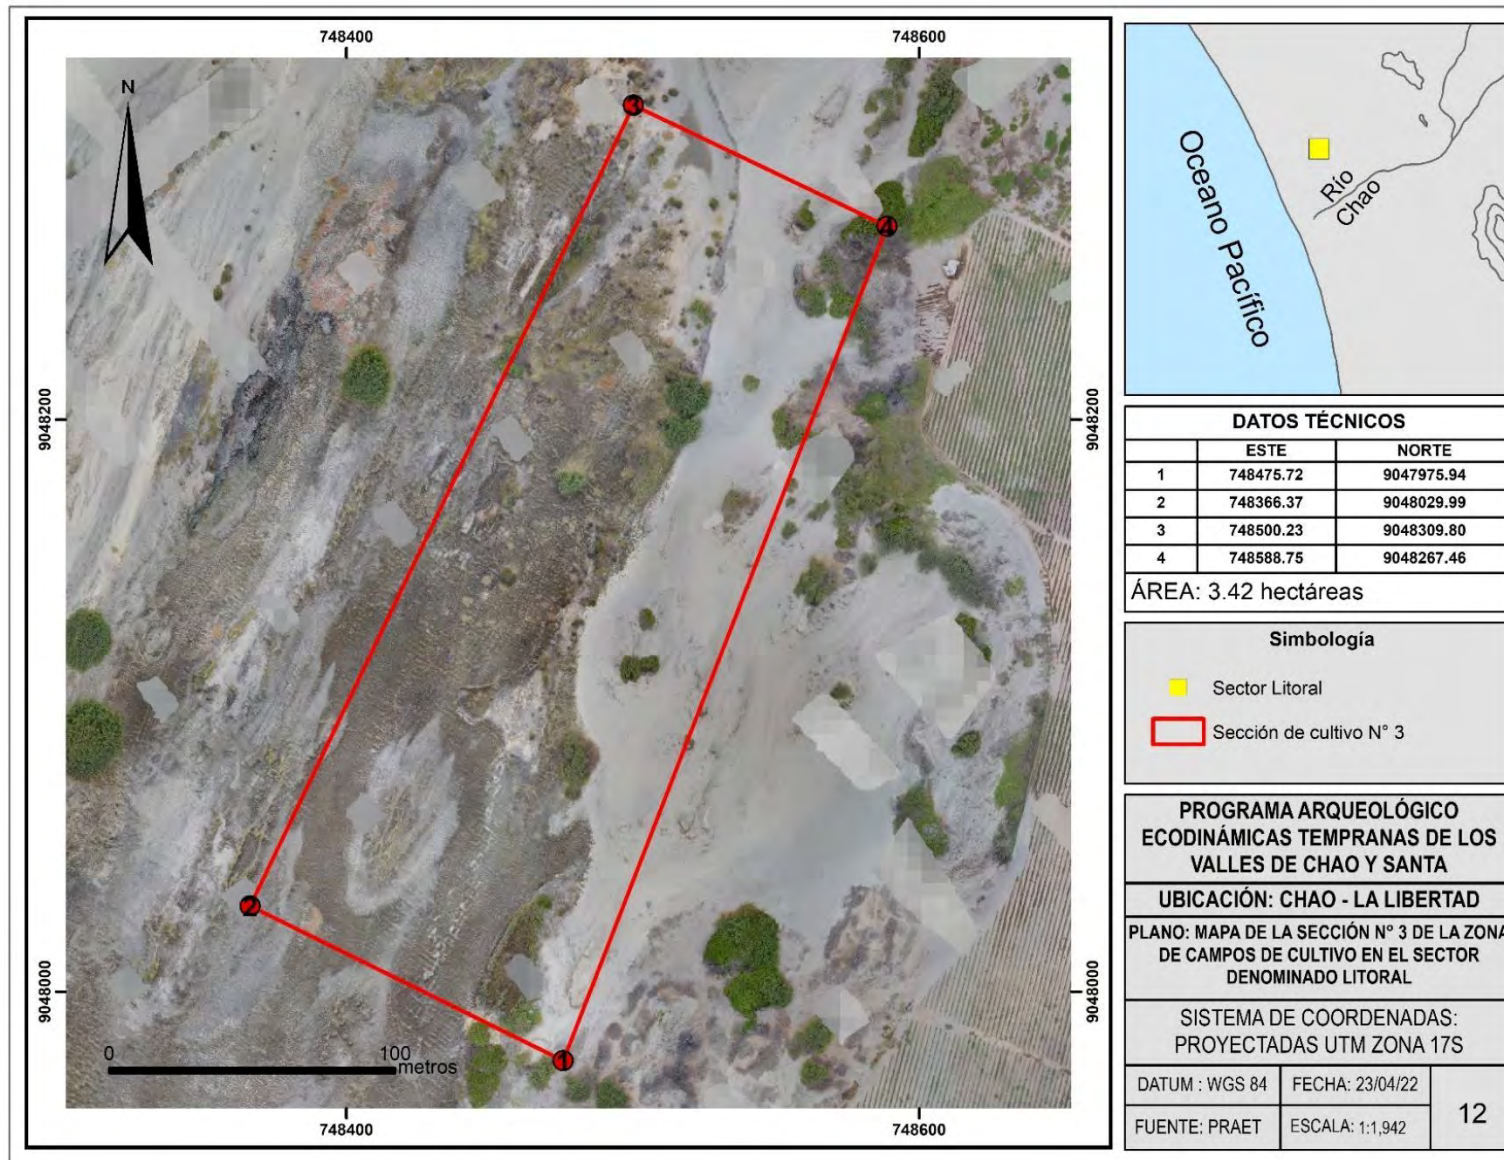 748400
748600
N
3
4
9048200
9048200
2
9048000
9048000
1
0
100
metros
748400
748600
Oceano Pacífico
Río
Chao
DATOS TÉCNICOS
ESTE NORTE
1 748475.72 9047975.94
2 748366.37 9048029.99
3 748500.23 9048309.80
4 748588.75 9048267.46
ÁREA: 3.42 hectáreas
Simbología
Sector Litoral
Sección de cultivo N° 3
PROGRAMA ARQUEOLÓGICO
ECODINÁMICAS TEMPRANAS DE LOS
VALLES DE CHAO Y SANTA
UBICACIÓN: CHAO - LA LIBERTAD
PLANO: MAPA DE LA SECCIÓN Nº 3 DE LA ZONA
DE CAMPOS DE CULTIVO EN EL SECTOR
DENOMINADO LITORAL
SISTEMA DE COORDENADAS:
PROYECTADAS UTM ZONA 17S
DATUM : WGS 84 FECHA: 23/04/22
FUENTE: PRAET ESCALA: 1:1,942
12